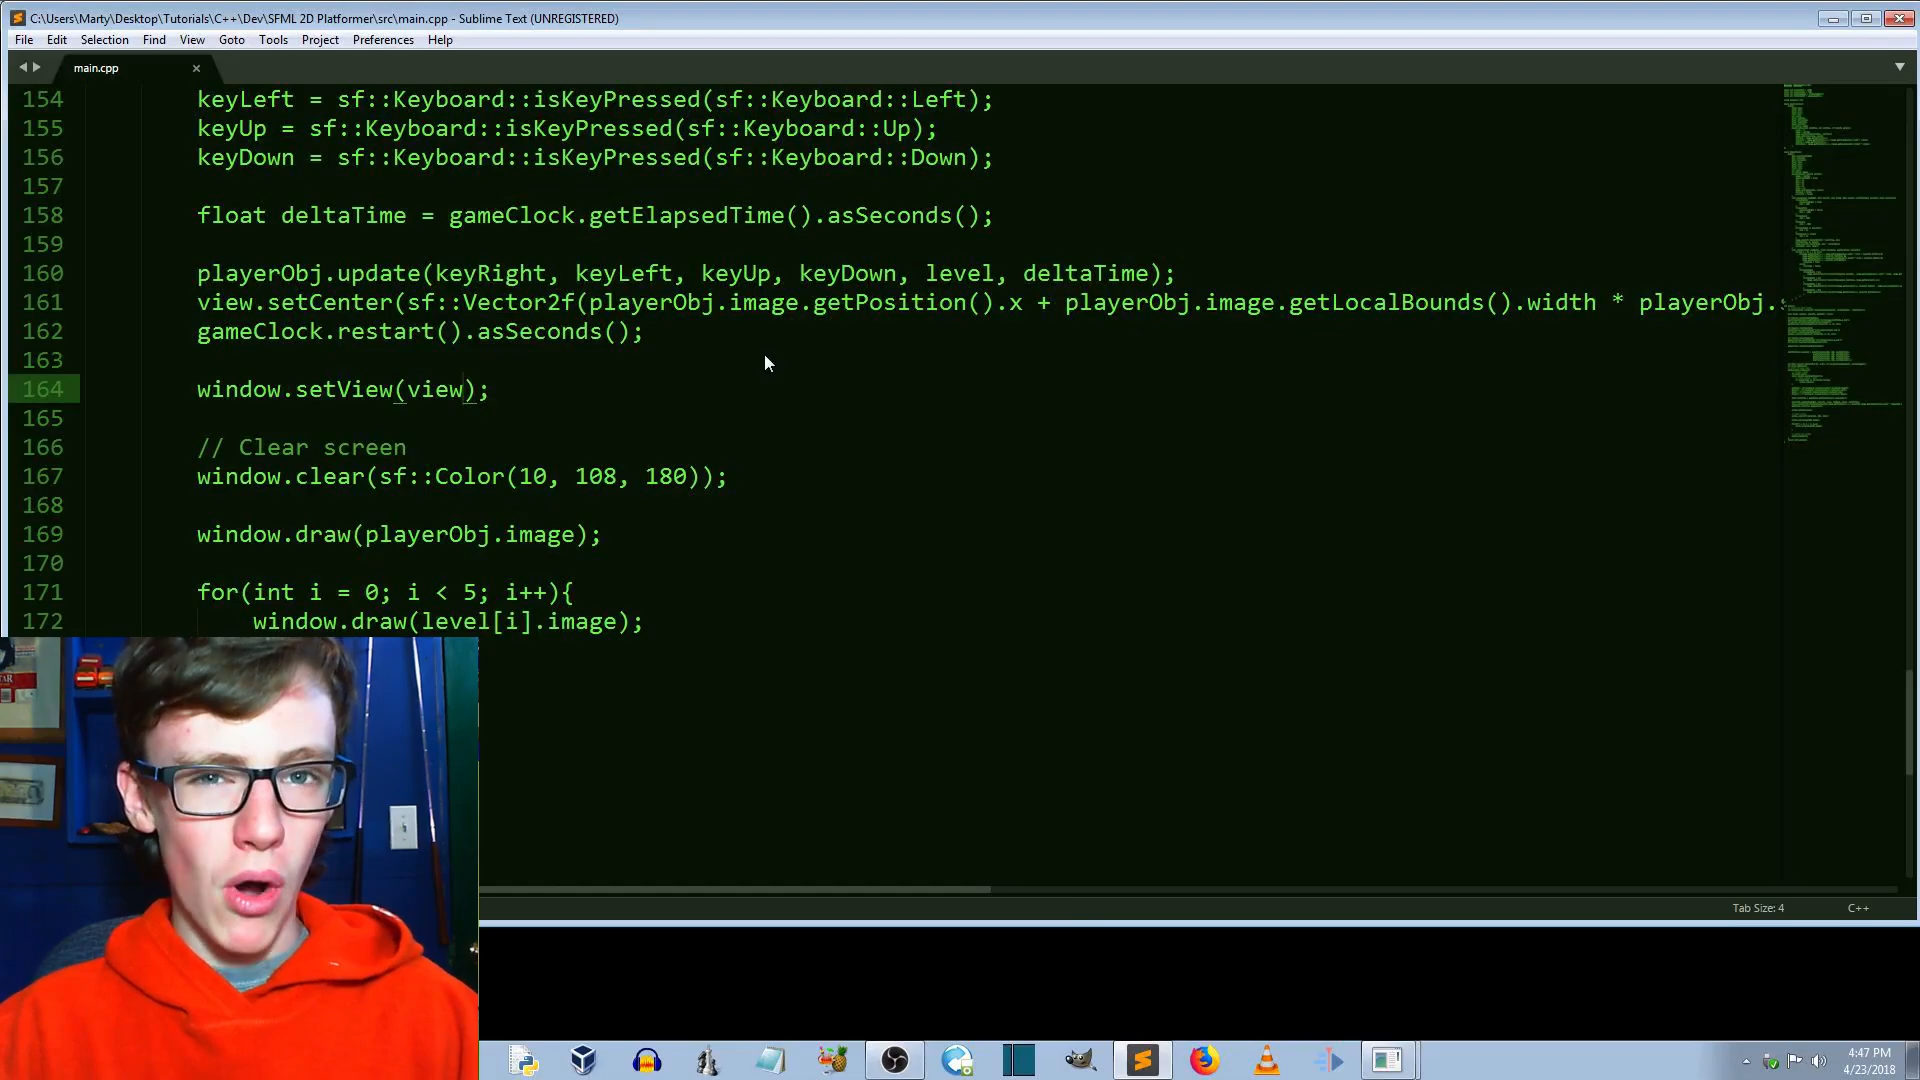 C:\Users\Marty\Desktop\Tutorials\C++\Dev\SFML 2D Platformer\src\main.cpp - Sublime Text (UNREGISTERED)
File Edit Selection Find View Goto Tools Project Preferences Help
main.cpp
154 keyLeft = sf::Keyboard::isKeyPressed(sf::Keyboard::Left);
155 keyUp = sf::Keyboard::isKeyPressed(sf::Keyboard::Up);
156 keyDown = sf::Keyboard::isKeyPressed(sf::Keyboard::Down);
157
158 float deltaTime = gameClock.getElapsedTime().asSeconds();
159
160 playerObj.update(keyRight, keyLeft, keyUp, keyDown, level, deltaTime);
161 view.setCenter(sf::Vector2f(playerObj.image.getPosition().x + playerObj.image.getLocalBounds().width * playerObj.
162 gameClock.restart().asSeconds();
163
164 window.setView(view);
165
166 // Clear screen
167 window.clear(sf::Color(10, 108, 180));
168
169 window.draw(playerObj.image);
170
171 for(int i = 0; i < 5; i++){
172 window.draw(level[i].image);
Tab Size: 4 C++
4:47 PM
4/23/2018